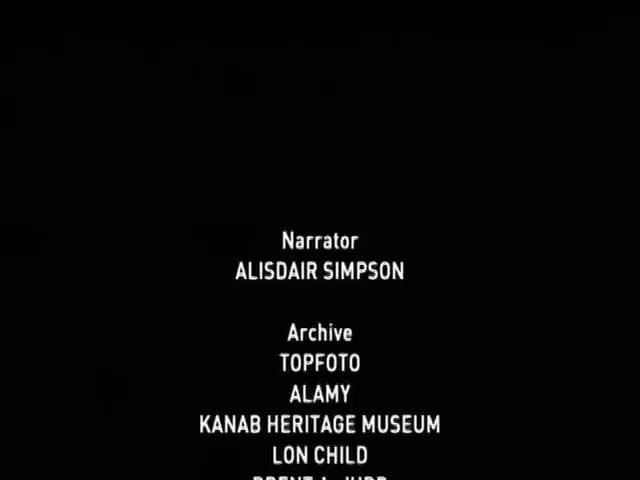 Narrator
ALISDAIR SIMPSON
Archive
TOPFOTO
ALAMY
KANAB HERITAGE MUSEUM
LON CHILD